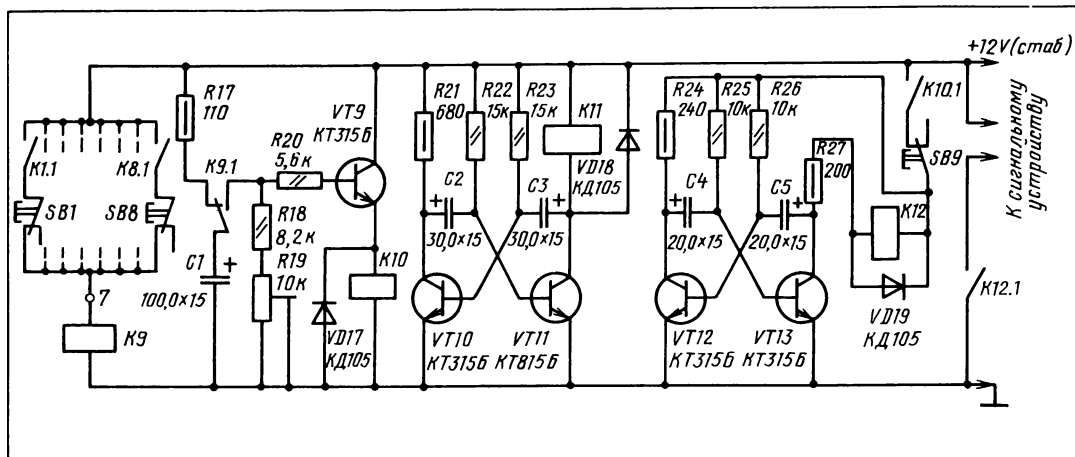 +12V(стаб)
R17
110
K1.1
K8.1
SB1
SB8
7
K9
K9.1
C1
+
100,0×15
R20
5,6к
R18
8,2к
R19
10к
VT9
КТ315Б
VD17
КД105
K10
R21
680
R22
15к
R23
15к
K11
+
C2
30,0×15
C3
+
30,0×15
VD18
КД105
VT10
КТ315Б
VT11
КТ815Б
R24
240
R25
10к
R26
10к
R27
200
+
C4
20,0×15
C5
+
20,0×15
VT12
КТ315Б
VT13
КТ315Б
K10.1
SB9
K12
VD19
КД105
K12.1
К сигнальному
устройству